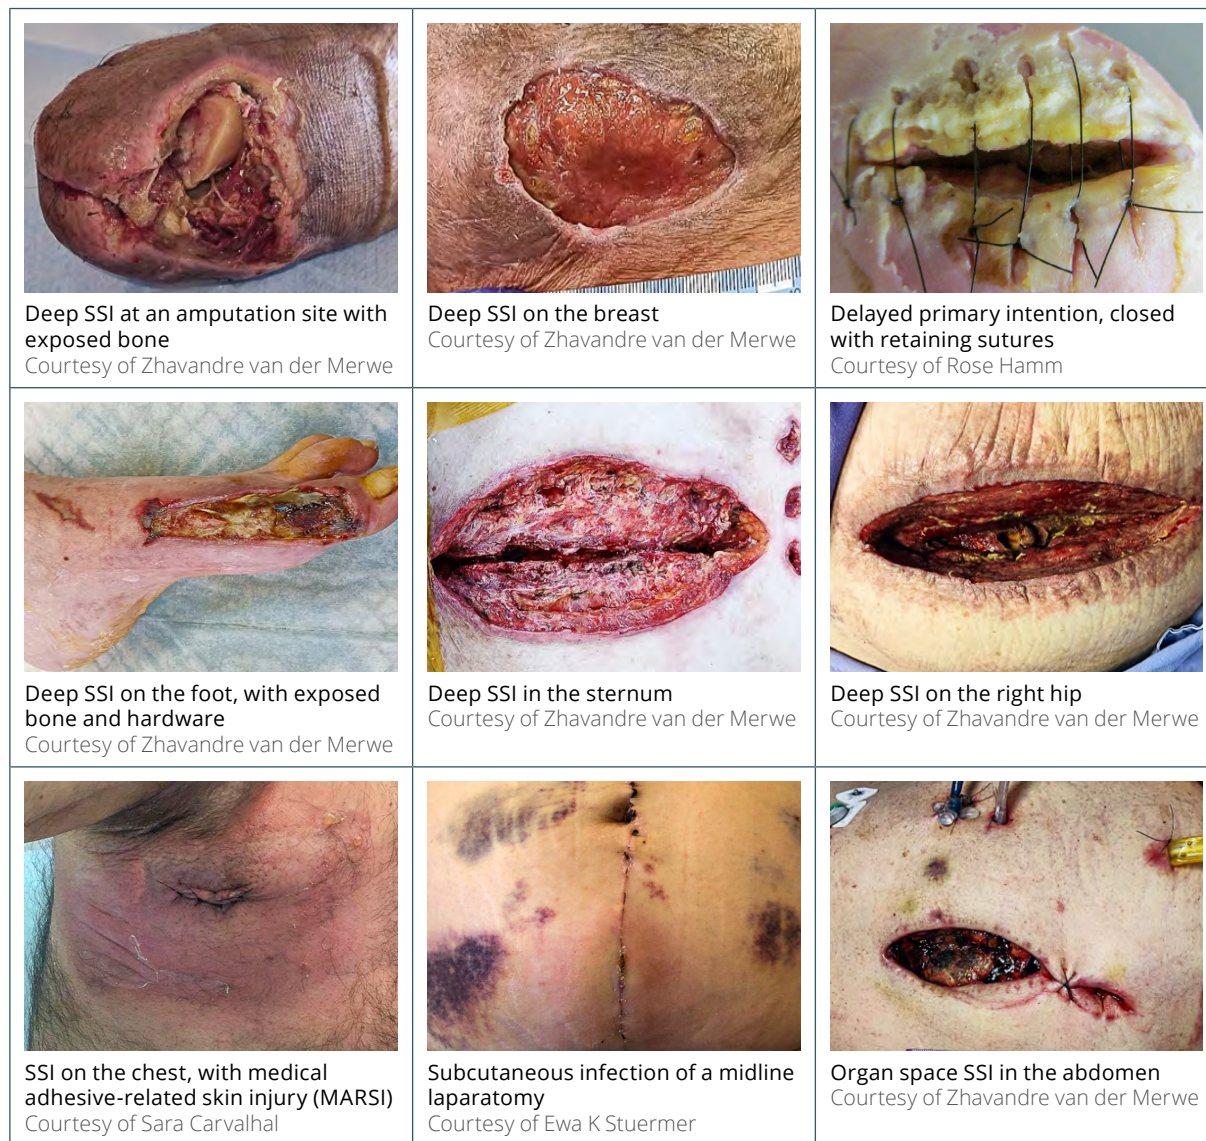 Deep SSI at an amputation site with
exposed bone
Courtesy of Zhavandre van der Merwe
Deep SSI on the breast
Courtesy of Zhavandre van der Merwe
Delayed primary intention, closed
with retaining sutures
Courtesy of Rose Hamm
Deep SSI on the foot, with exposed
bone and hardware
Courtesy of Zhavandre van der Merwe
Deep SSI in the sternum
Courtesy of Zhavandre van der Merwe
Deep SSI on the right hip
Courtesy of Zhavandre van der Merwe
SSI on the chest, with medical
adhesive-related skin injury (MARSI)
Courtesy of Sara Carvalhal
Subcutaneous infection of a midline
laparatomy
Courtesy of Ewa K Stuermer
Organ space SSI in the abdomen
Courtesy of Zhavandre van der Merwe